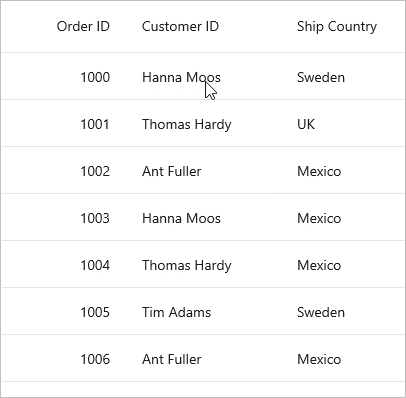 Order ID Customer ID Ship Country
1000 Hanna Moos Sweden
1001 Thomas Hardy UK
1002 Ant Fuller Mexico
1003 Hanna Moos Mexico
1004 Thomas Hardy Mexico
1005 Tim Adams Sweden
1006 Ant Fuller Mexico